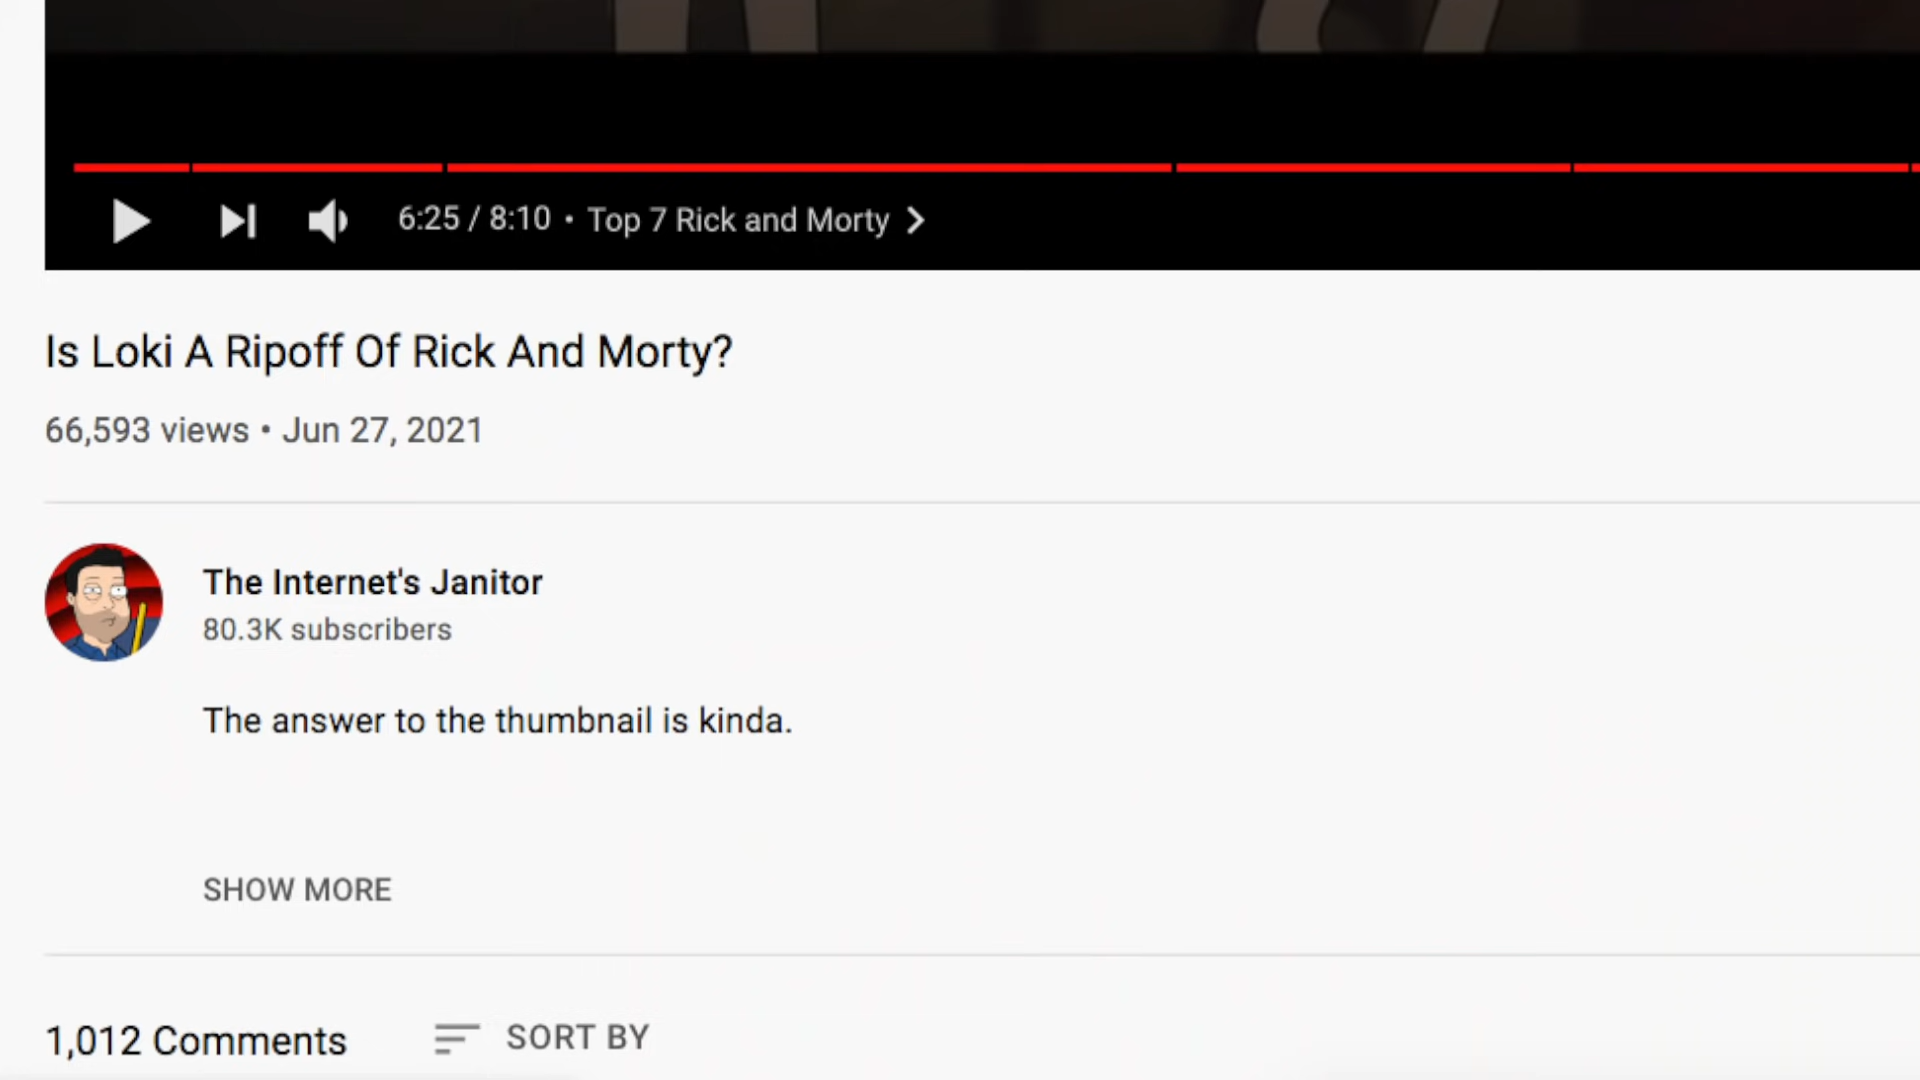 6:25 / 8:10 • Top 7 Rick and Morty
Is Loki A Ripoff Of Rick And Morty?
66,593 views • Jun 27, 2021
The Internet's Janitor
80.3K subscribers
The answer to the thumbnail is kinda.
SHOW MORE
1,012 Comments SORT BY